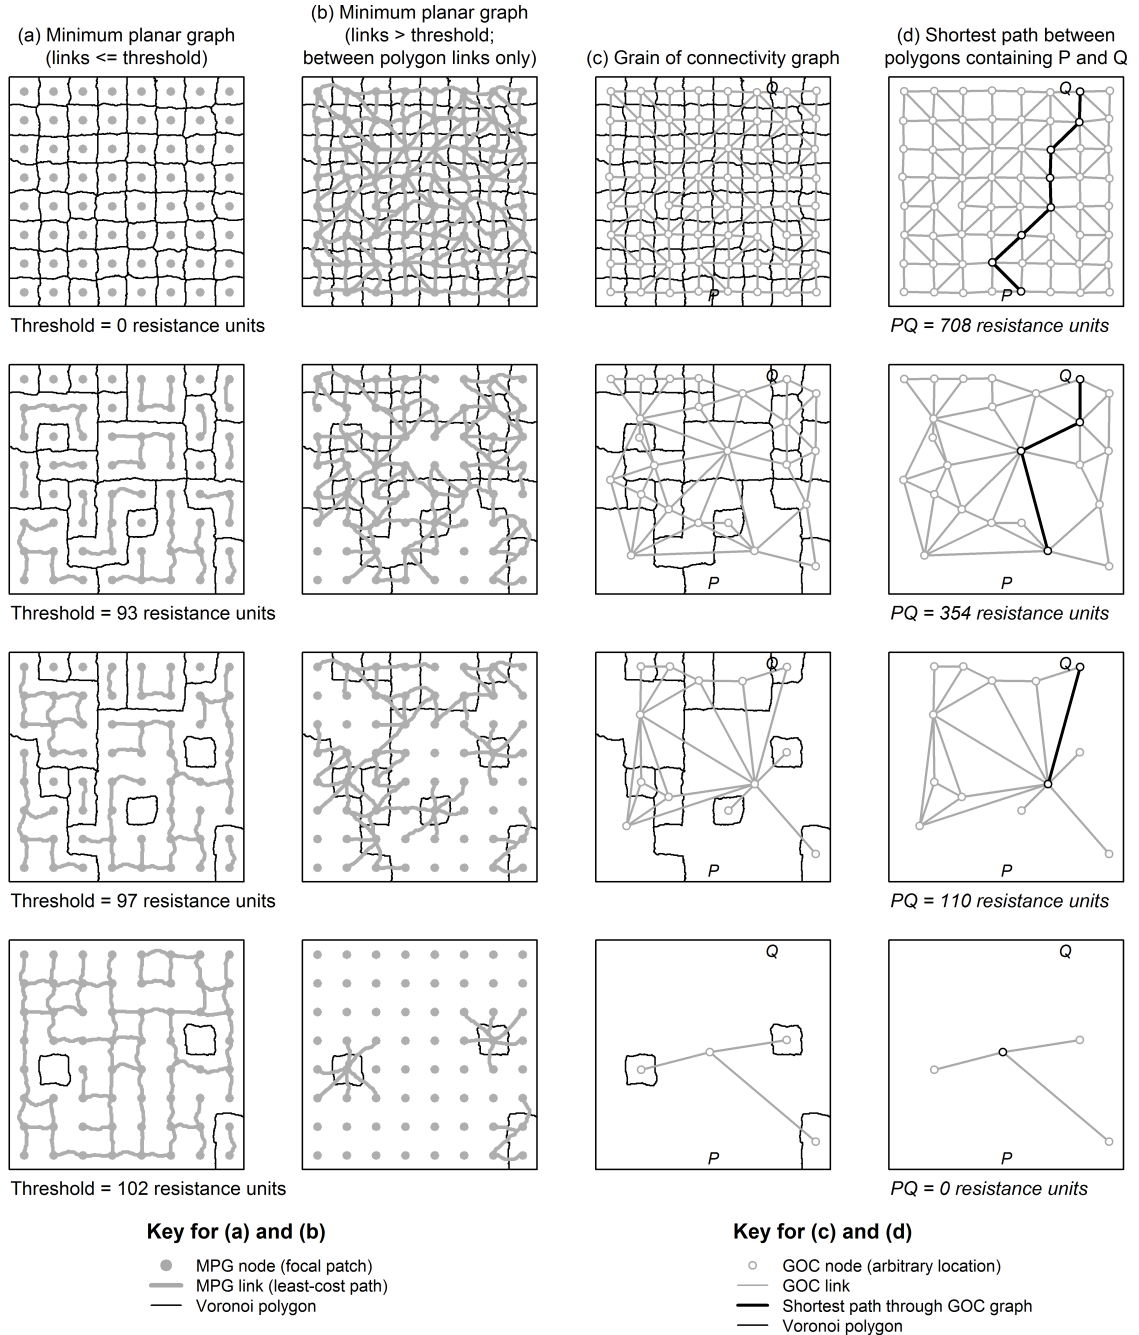 (a) Minimum planar graph
(links <= threshold)
(b) Minimum planar graph
(links > threshold;
between polygon links only)
(c) Grain of connectivity graph
(d) Shortest path between
polygons containing P and Q
Q
P
Q
P
Threshold = 0 resistance units
PQ = 708 resistance units
Q
P
Q
P
Threshold = 93 resistance units
PQ = 354 resistance units
Q
P
Q
P
Threshold = 97 resistance units
PQ = 110 resistance units
Q
P
Q
P
Threshold = 102 resistance units
PQ = 0 resistance units
Key for (a) and (b)
MPG node (focal patch)
MPG link (least-cost path)
Voronoi polygon
Key for (c) and (d)
GOC node (arbitrary location)
GOC link
Shortest path through GOC graph
Voronoi polygon